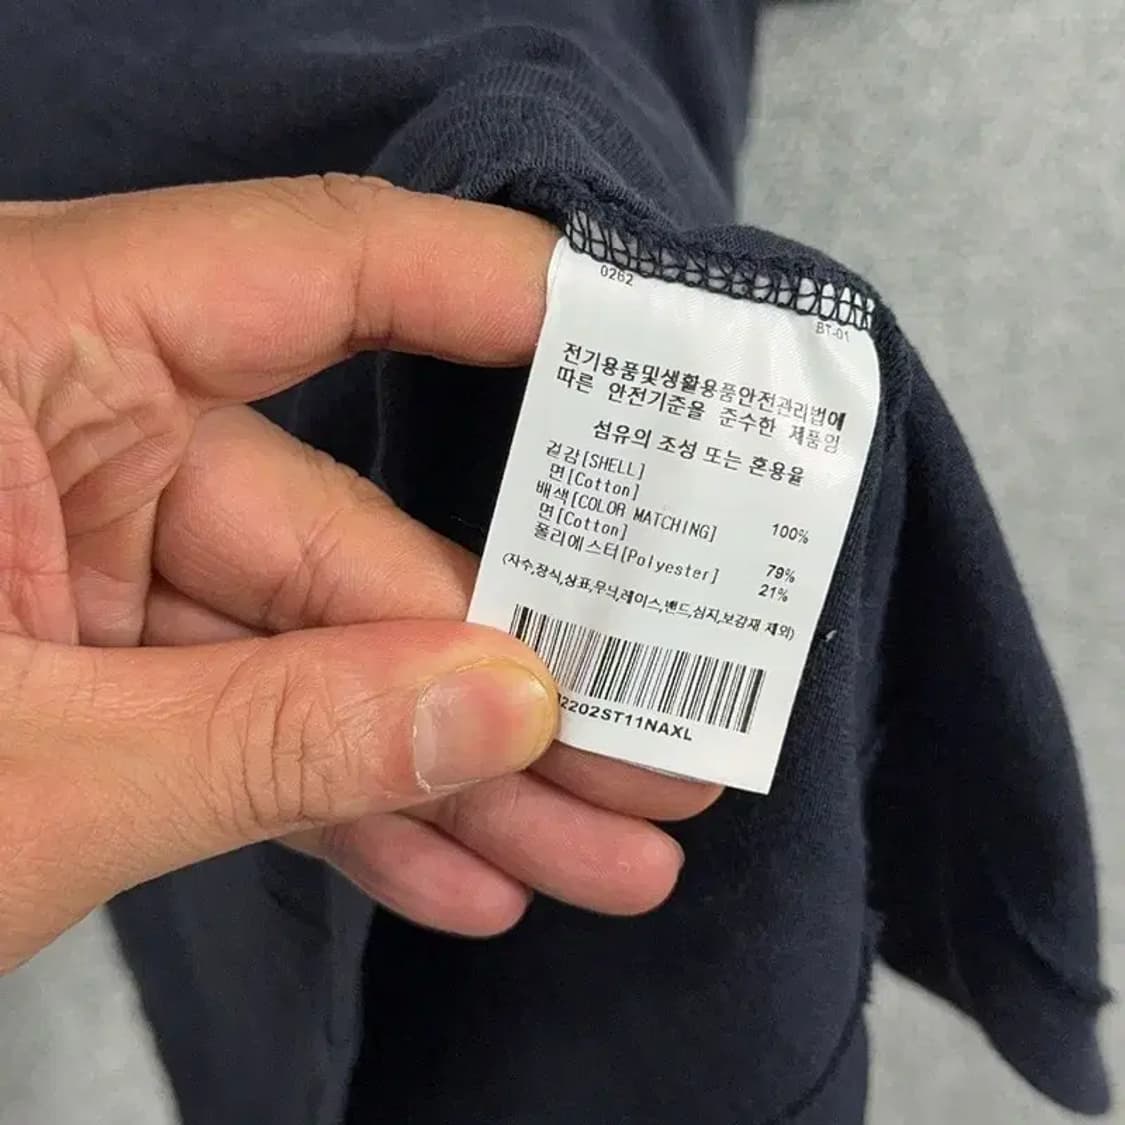 0262
BT-01
전기용품및생활용품안전관리법에
따른 안전기준을 준수한 제품임
섬유의 조성 또는 혼용율
겉감[SHELL]
면[Cotton] 100%
배색[COLOR MATCHING]
면[Cotton] 79%
폴리에스터[Polyester] 21%
(자수,장식,상표,무늬,레이스,밴드,심지,보강재 제외)
2202ST11NAXL